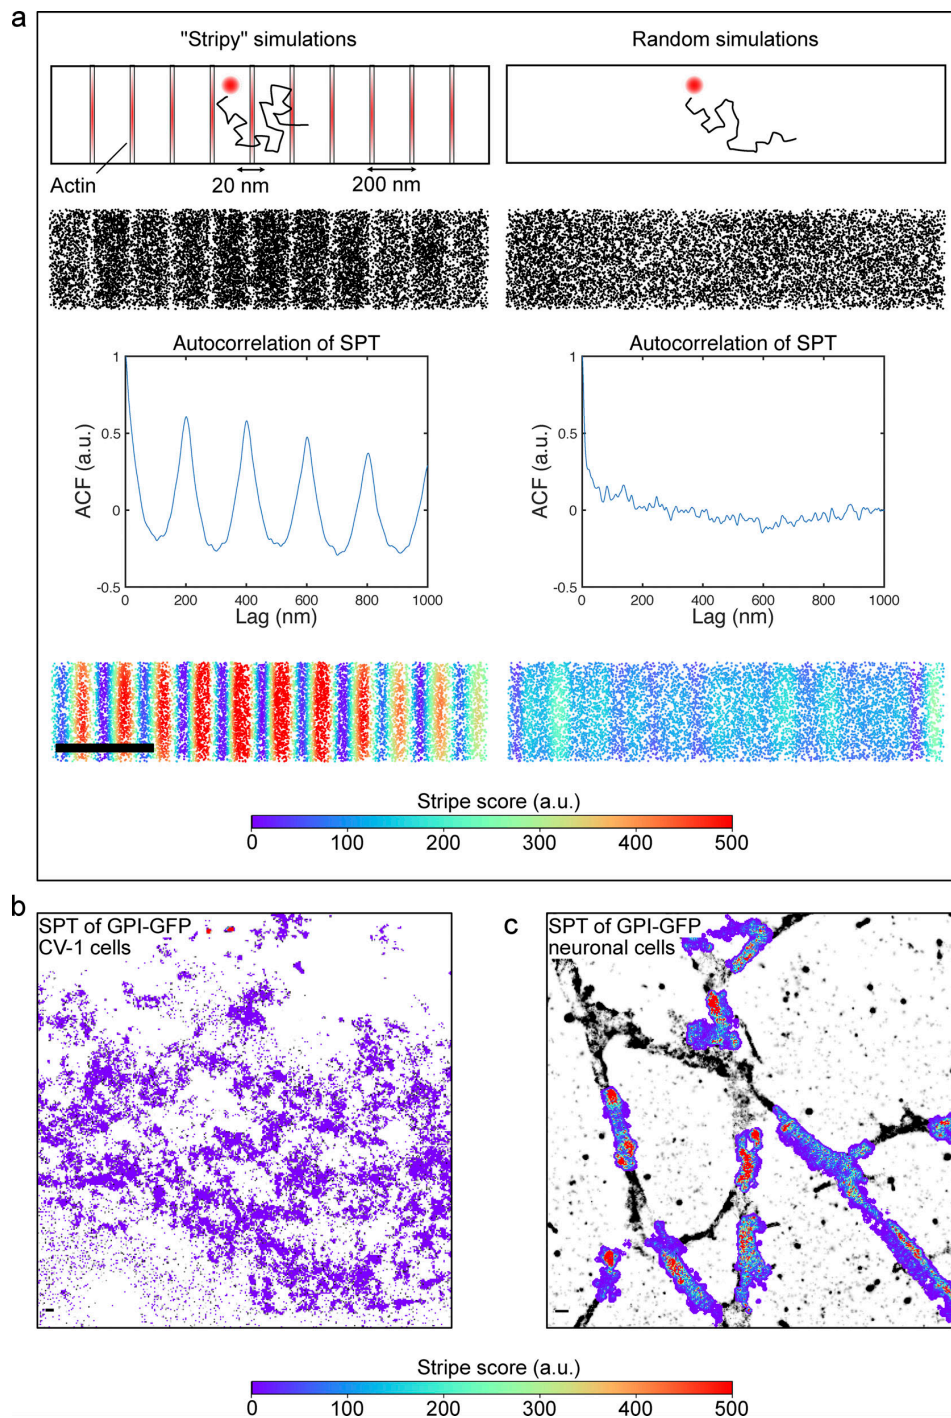 a
"Stripy" simulations
Random simulations
Actin
20 nm
200 nm
Autocorrelation of SPT
1
0.5
0
-0.5
ACF (a.u.)
0 200 400 600 800 1000
Lag (nm)
Autocorrelation of SPT
1
0.5
0
-0.5
ACF (a.u.)
0 200 400 600 800 1000
Lag (nm)
Stripe score (a.u.)
0 100 200 300 400 500
b
SPT of GPI-GFP
CV-1 cells
c
SPT of GPI-GFP
neuronal cells
Stripe score (a.u.)
0 100 200 300 400 500